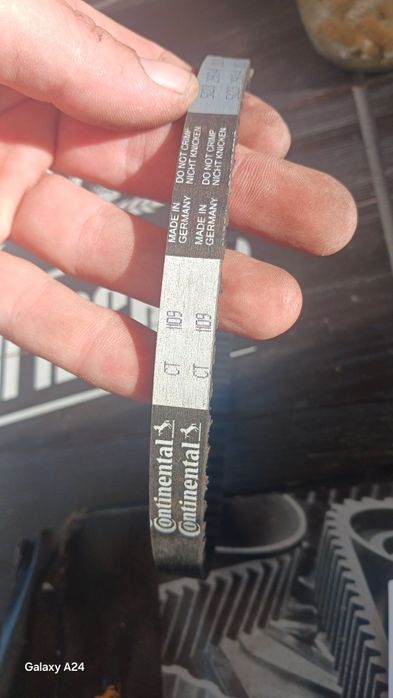 DO NOT CRIMP
NICHT KNICKEN
DO NOT CRIMP
NICHT KNICKEN
MADE IN
GERMANY
MADE IN
GERMANY
CT 1109
CT 1109
Continental
Continental
Galaxy A24